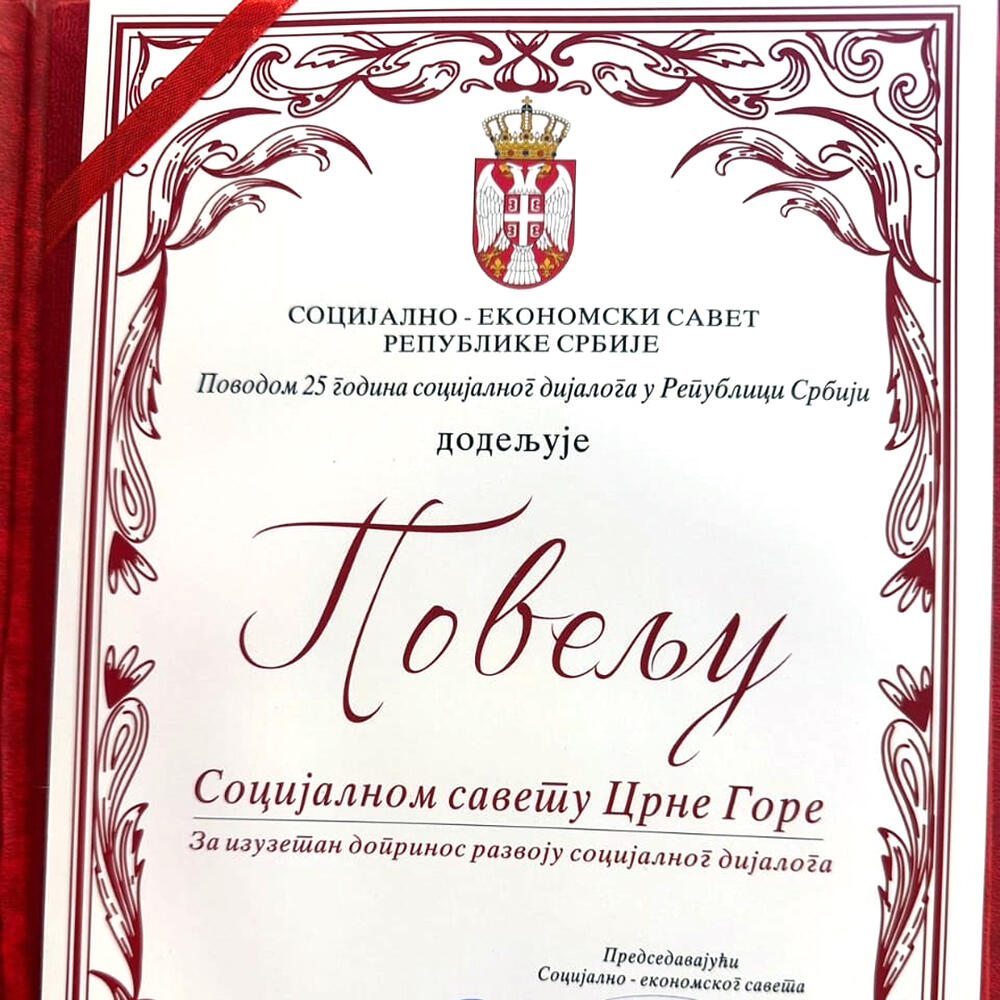 СОЦИЈАЛНО - ЕКОНОМСКИ САВЕТ
РЕПУБЛИКЕ СРБИЈЕ
Поводом 25 година социјалног дијалога у Републици Србији
додељује
Повељу
Социјалном савету Црне Горе
За изузетан допринос развоју социјалног дијалога
Председавајући
Социјално - економског савета